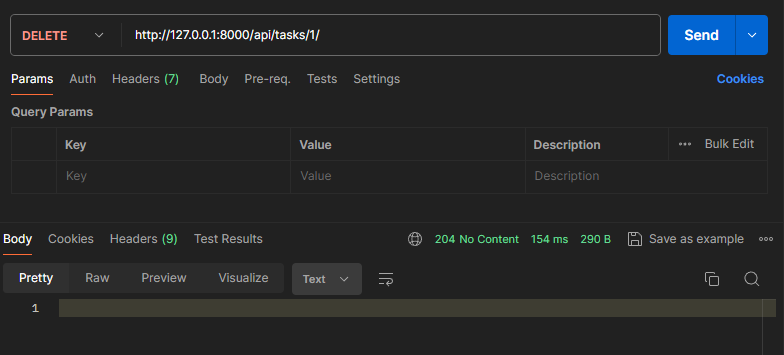 DELETE http://127.0.0.1:8000/api/tasks/1/ Send
Params Auth Headers (7) Body Pre-req. Tests Settings Cookies
Query Params
Key Value Description ••• Bulk Edit
Key Value Description
Body Cookies Headers (9) Test Results 204 No Content 154 ms 290 B Save as example
Pretty Raw Preview Visualize Text
1